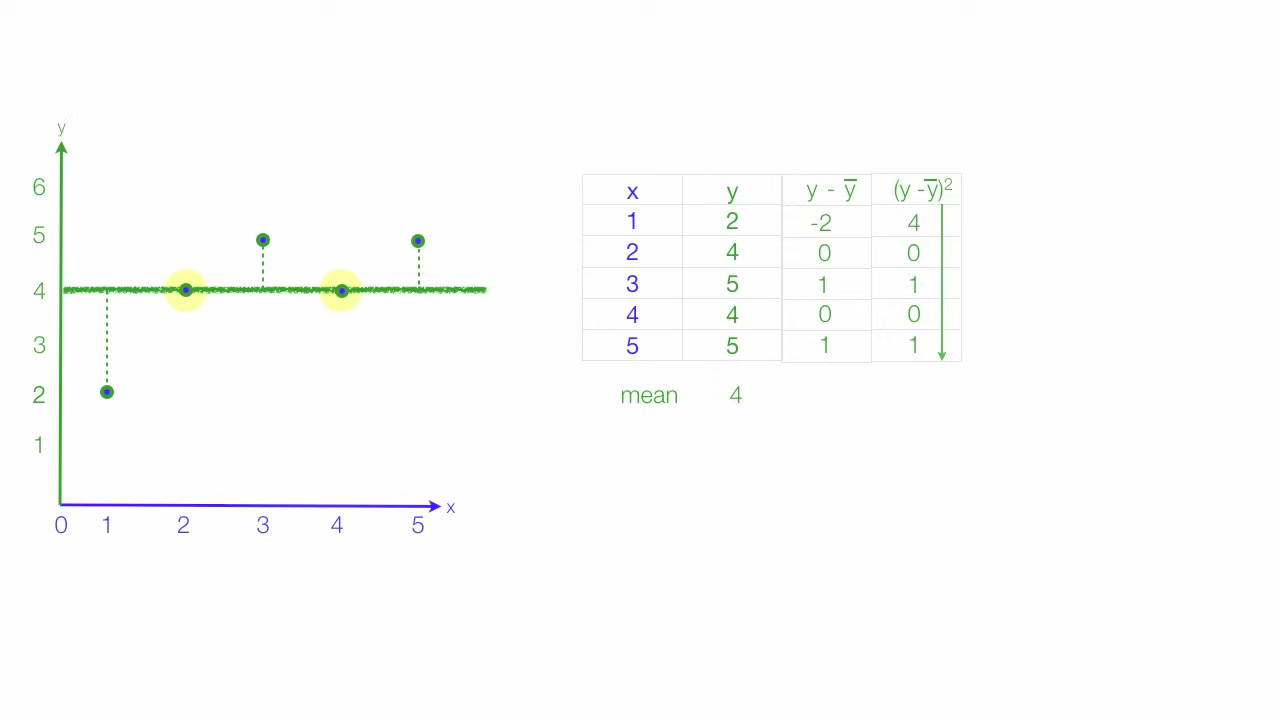 y
6
5
4
3
2
1
0 1 2 3 4 5
x
x y y - y̅ (y - y̅)²
1 2 -2 4
2 4 0 0
3 5 1 1
4 4 0 0
5 5 1 1
mean 4